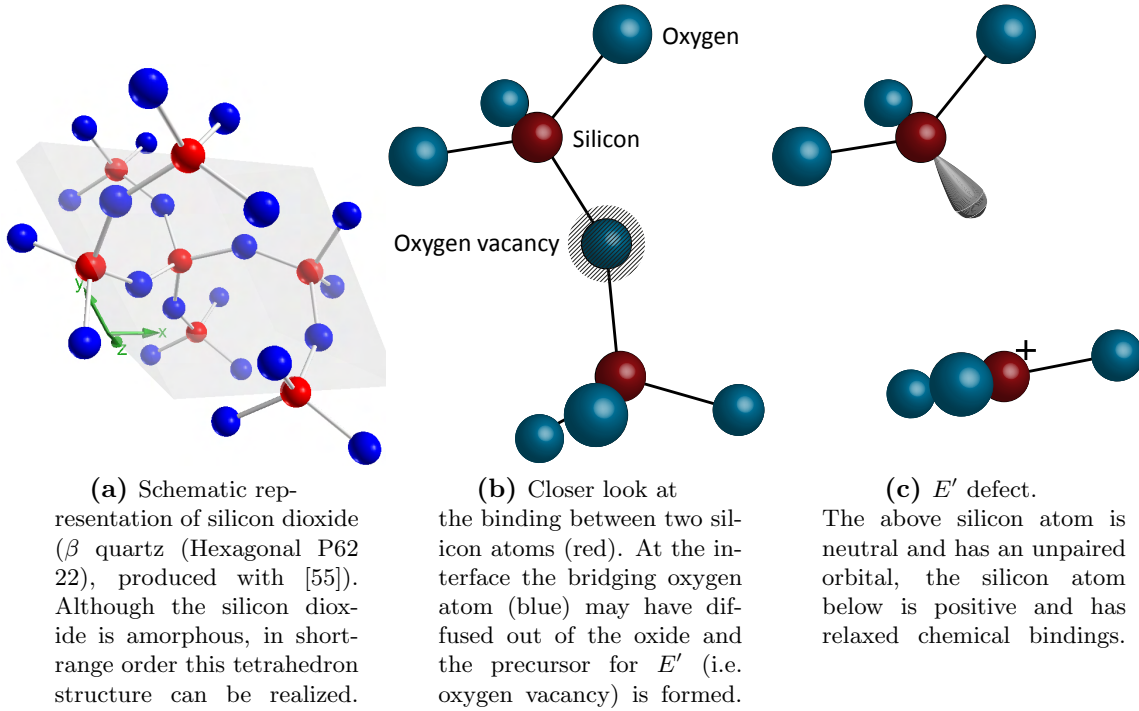 Oxygen
Silicon
Oxygen vacancy
+
y
x
z
(a) Schematic rep-
resentation of silicon dioxide
(β quartz (Hexagonal P62
22), produced with [55]).
Although the silicon diox-
ide is amorphous, in short-
range order this tetrahedron
structure can be realized.
(b) Closer look at
the binding between two sil-
icon atoms (red). At the in-
terface the bridging oxygen
atom (blue) may have dif-
fused out of the oxide and
the precursor for E′ (i.e.
oxygen vacancy) is formed.
(c) E′ defect.
The above silicon atom is
neutral and has an unpaired
orbital, the silicon atom
below is positive and has
relaxed chemical bindings.